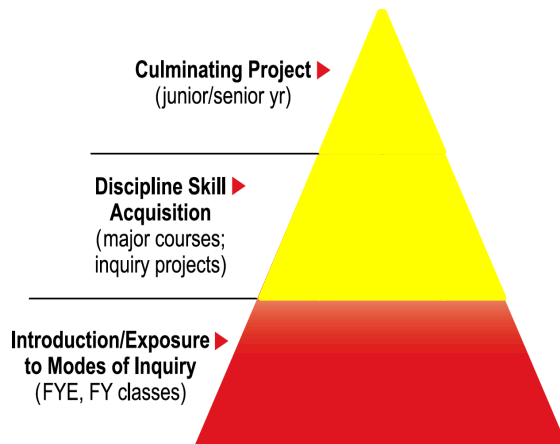 Culminating Project
(junior/senior yr)
Discipline Skill
Acquisition
(major courses;
inquiry projects)
Introduction/Exposure
to Modes of Inquiry
(FYE, FY classes)